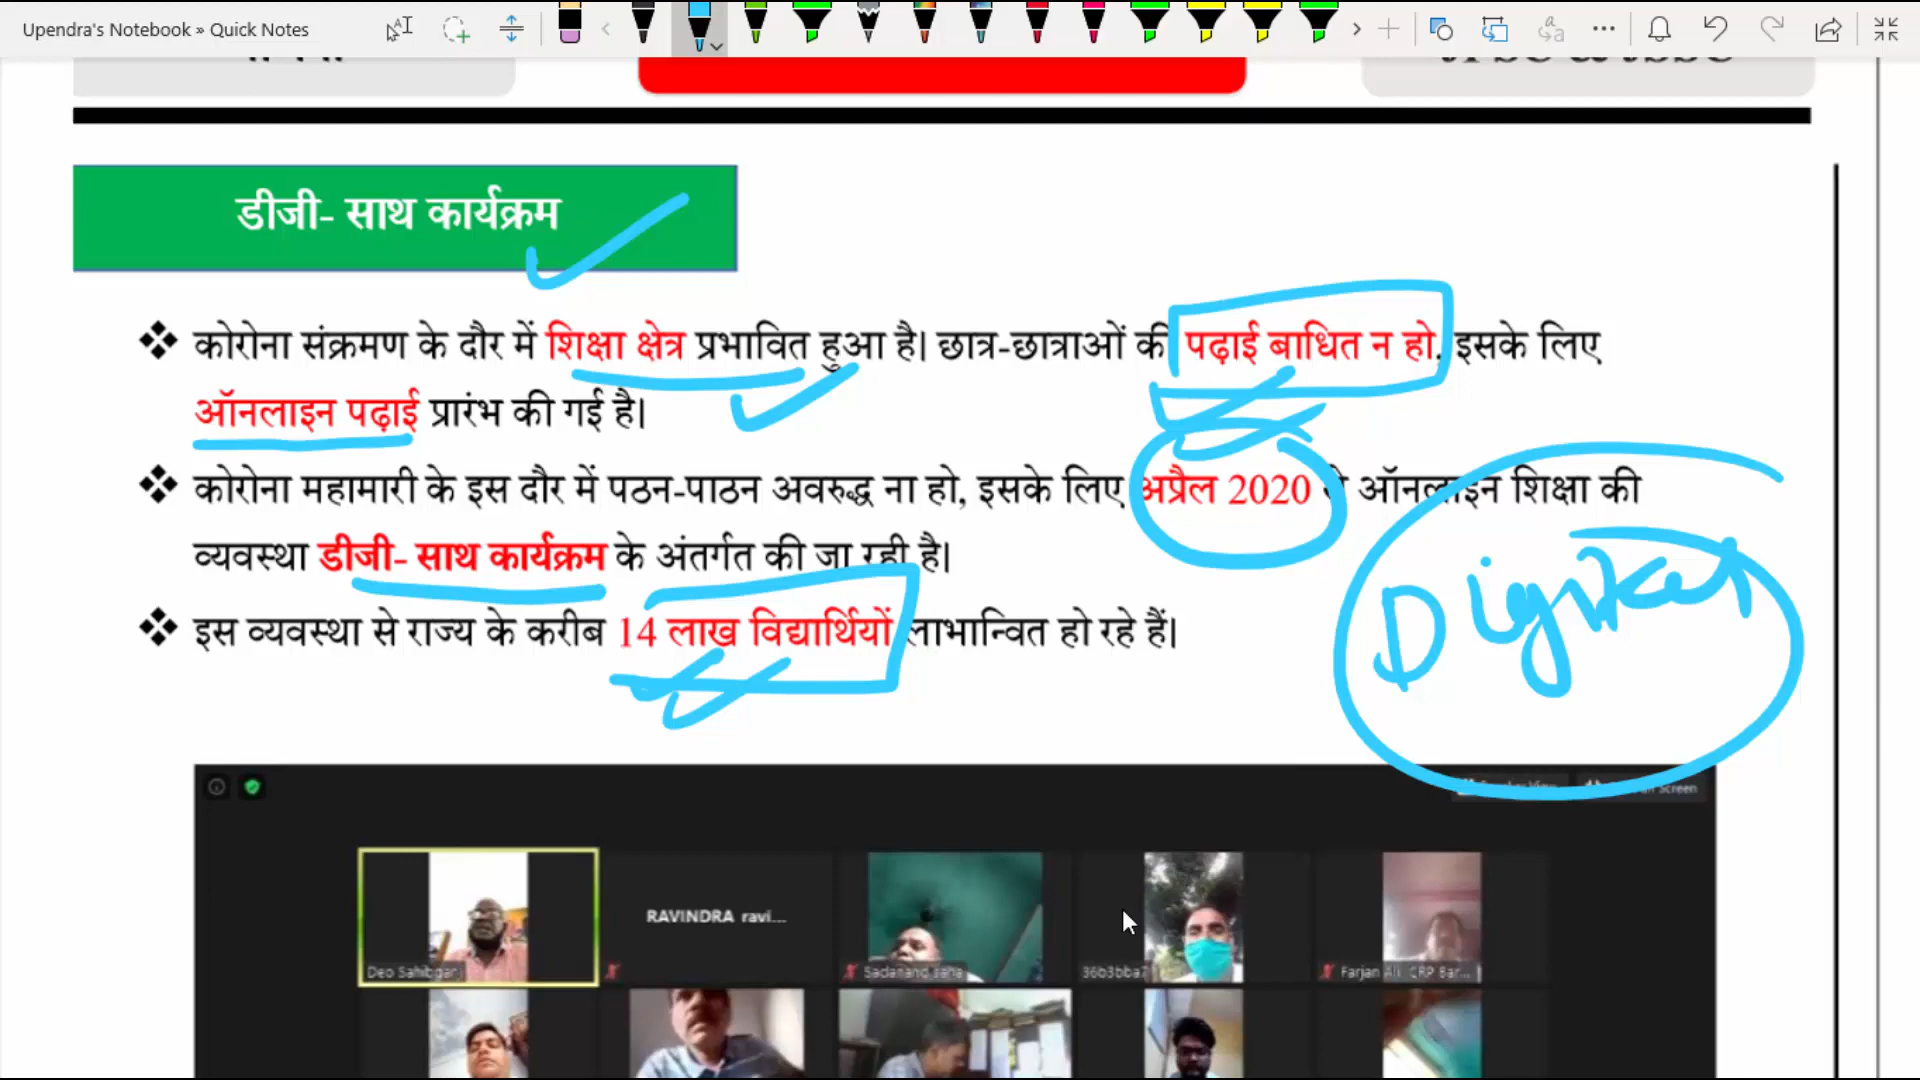 Upendra's Notebook » Quick Notes
डीजी- साथ कार्यक्रम
कोरोना संक्रमण के दौर में शिक्षा क्षेत्र प्रभावित हुआ है। छात्र-छात्राओं की पढ़ाई बाधित न हो, इसके लिए
ऑनलाइन पढ़ाई प्रारंभ की गई है।
कोरोना महामारी के इस दौर में पठन-पाठन अवरुद्ध ना हो, इसके लिए अप्रैल 2020 से ऑनलाइन शिक्षा की
व्यवस्था डीजी- साथ कार्यक्रम के अंतर्गत की जा रही है।
इस व्यवस्था से राज्य के करीब 14 लाख विद्यार्थियों लाभान्वित हो रहे हैं।
Screen
RAVINDRA ravi...
Deo Sahibganj
Sadanand saha
36b3bba7
Farjan Ali CRP Bar...